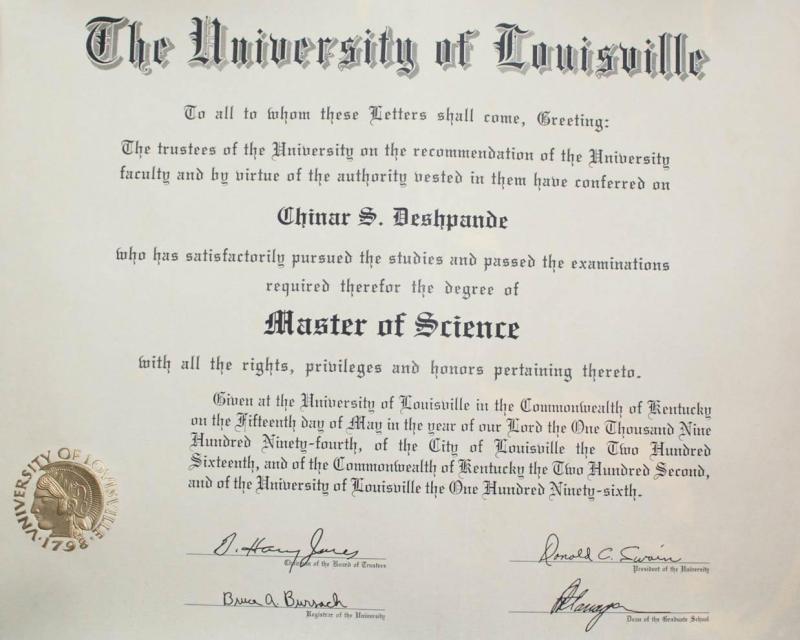 The University of Louisville
To all to whom these Letters shall come, Greeting:
The trustees of the University on the recommendation of the University
faculty and by virtue of the authority vested in them have conferred on
Chinar S. Deshpande
who has satisfactorily pursued the studies and passed the examinations
required therefor the degree of
Master of Science
with all the rights, privileges and honors pertaining thereto.
Given at the University of Louisville in the Commonwealth of Kentucky
on the Fifteenth day of May in the year of our Lord the One Thousand Nine
Hundred Ninety-fourth, of the City of Louisville the Two Hundred
Sixteenth, and of the Commonwealth of Kentucky the Two Hundred Second,
and of the University of Louisville the One Hundred Ninety-sixth.
UNIVERSITY OF LOUISVILLE
·1798·
Donald C. Swain
Chairman of the Board of Trustees
President of the University
Bruce A.
Registrar of the University
Dean of the Graduate School